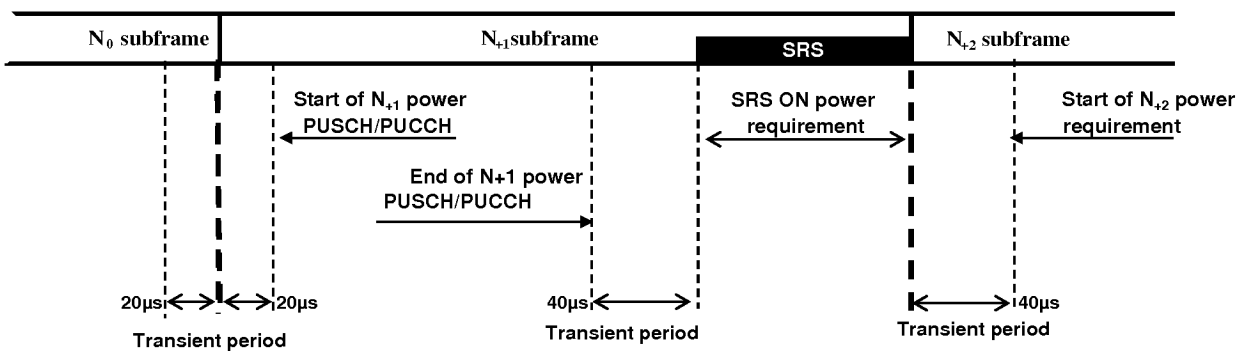 N0 subframe
N+1subframe
N+2 subframe
SRS
Start of N+1 power
PUSCH/PUCCH
SRS ON power
requirement
Start of N+2 power
requirement
End of N+1 power
PUSCH/PUCCH
20µs
20µs
40µs
40µs
Transient period
Transient period
Transient period